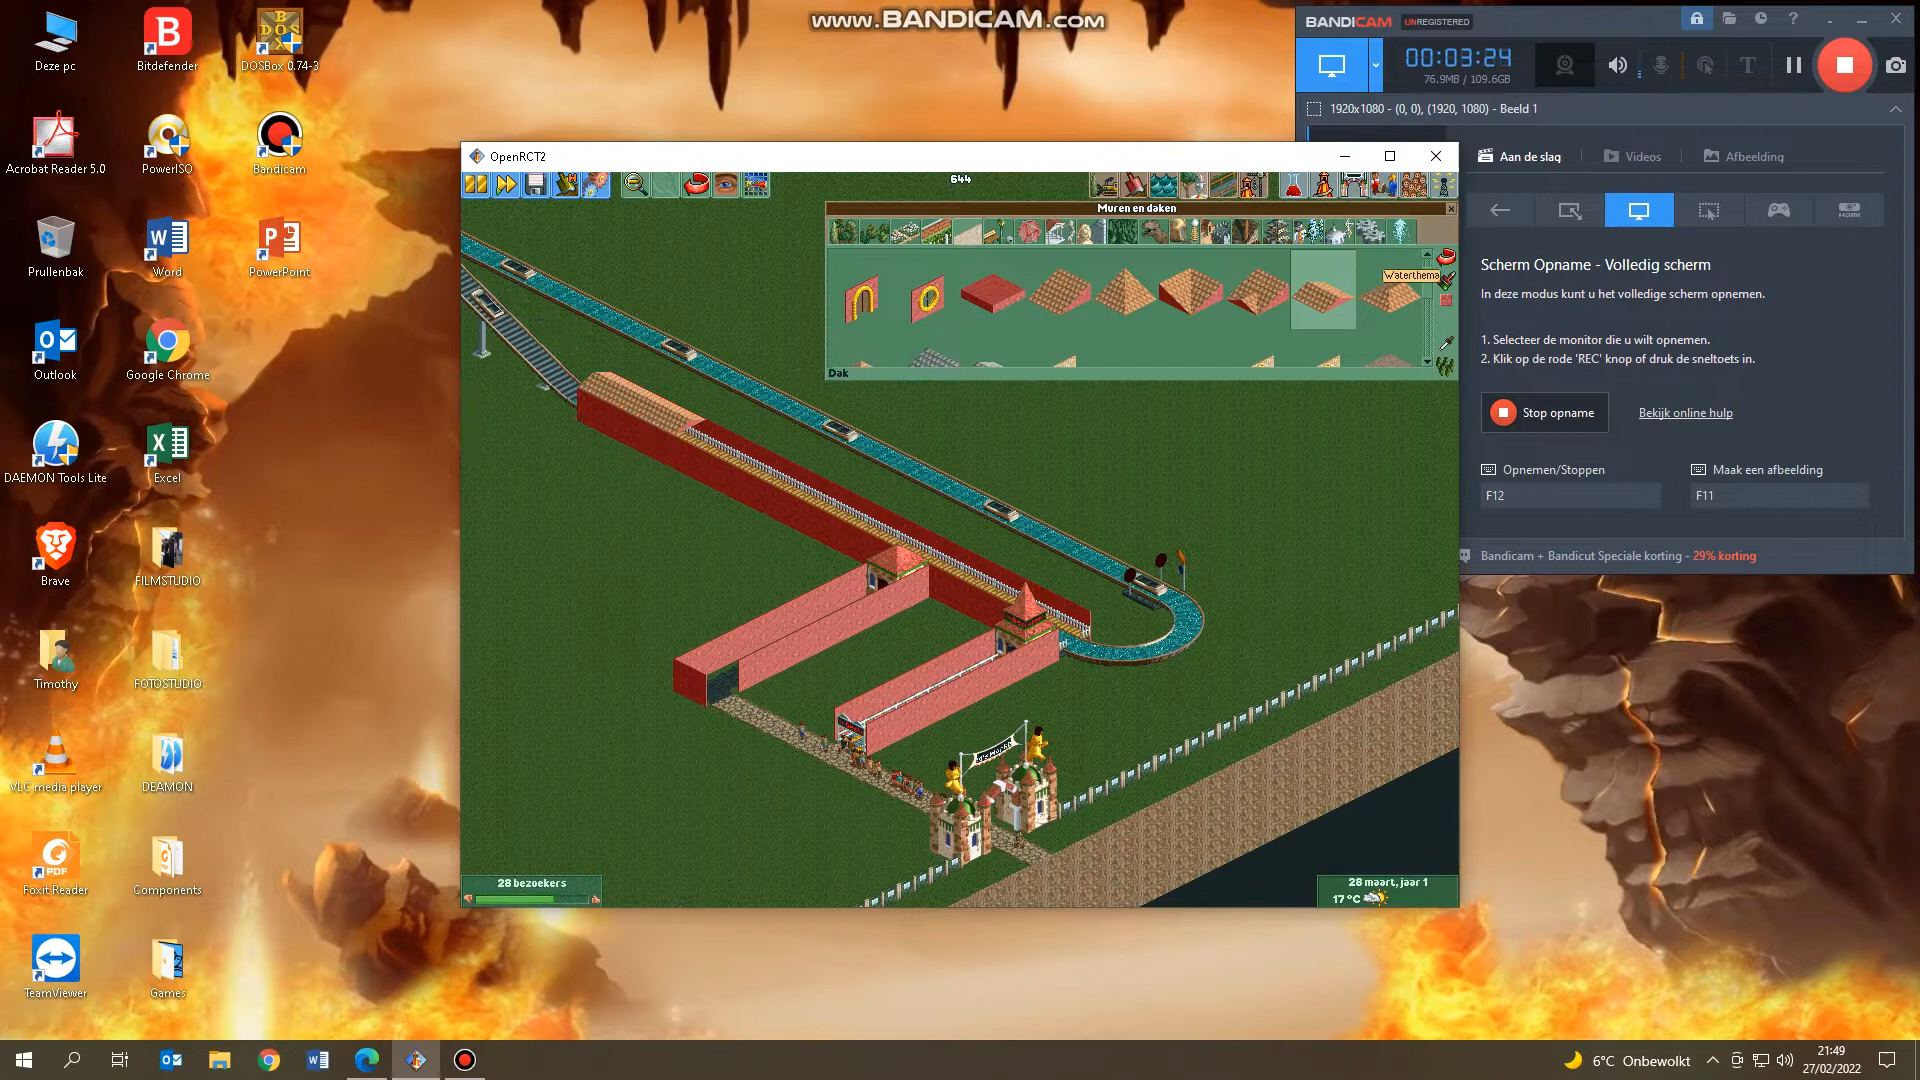 www.BANDICAM.com
Deze pc
Bitdefender
DOSBox 0.74-3
Acrobat Reader 5.0
PowerISO
Bandicam
Prullenbak
Word
PowerPoint
Outlook
Google Chrome
DAEMON Tools Lite
Excel
Brave
FILMSTUDIO
Timothy
FOTOSTUDIO
VLC media player
DEAMON
Foxit Reader
Components
TeamViewer
Games
BANDICAM UNREGISTERED
00:03:24
76.9MB / 109.6GB
1920x1080 - (0, 0), (1920, 1080) - Beeld 1
Aan de slag
Videos
Afbeelding
HDMI
Scherm Opname - Volledig scherm
In deze modus kunt u het volledige scherm opnemen.
1. Selecteer de monitor die u wilt opnemen.
2. Klik op de rode 'REC' knop of druk de sneltoets in.
Stop opname
Bekijk online hulp
Opnemen/Stoppen
Maak een afbeelding
F12
F11
Bandicam + Bandicut Speciale korting - 29% korting
OpenRCT2
644
Muren en daken
Waterthema
Dak
28 bezoekers
28 maart, jaar 1
17°C
6°C Onbewolkt
21:49
27/02/2022